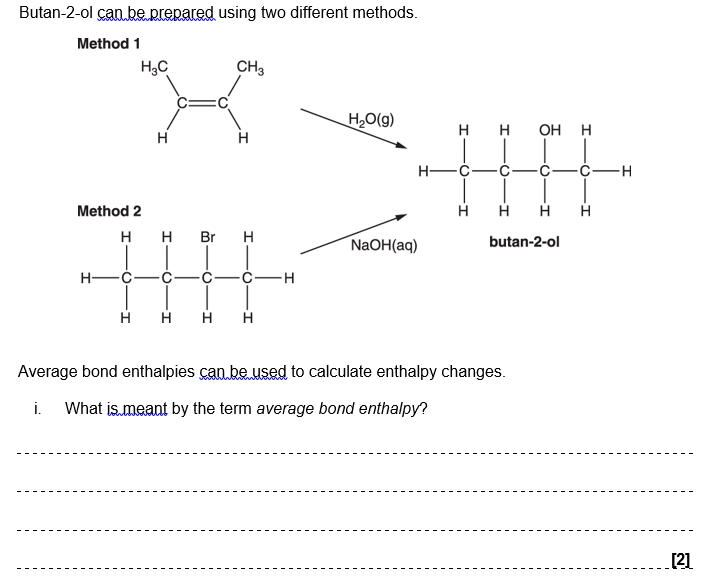 Butan-2-ol can be prepared using two different methods.
Method 1
H₃C CH₃
C C
H H
H₂O(g)
H H OH H
H C C C C H
H H H H
butan-2-ol
Method 2
H H Br H
H C C C C H
H H H H
NaOH(aq)
Average bond enthalpies can be used to calculate enthalpy changes.
i. What is meant by the term average bond enthalpy?
[2]